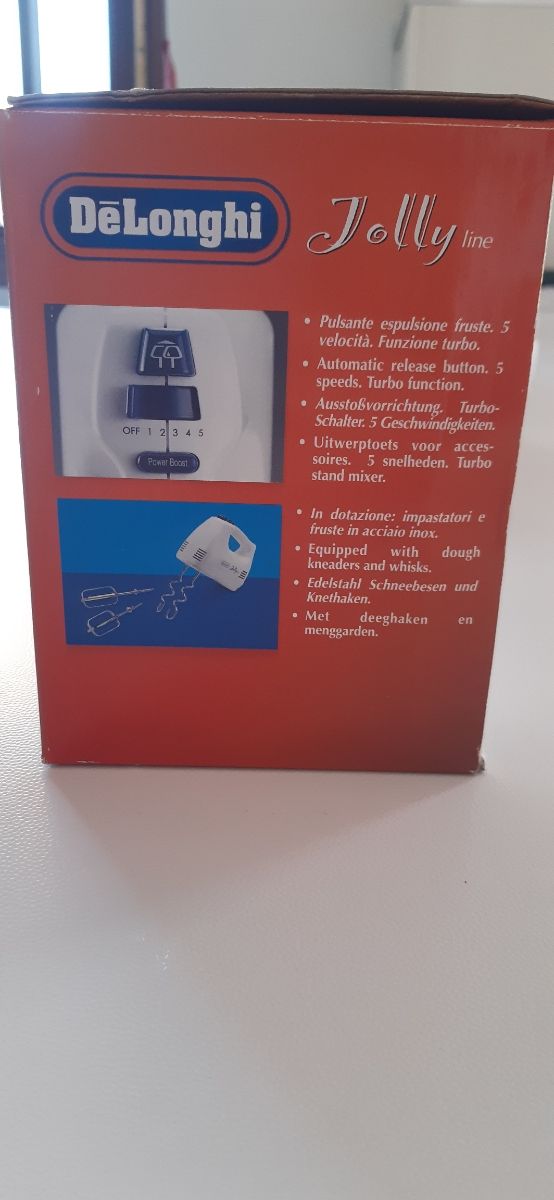 DēLonghi
Jolly line
OFF 1 2 3 4 5
Power Boost
• Pulsante espulsione fruste. 5
velocità. Funzione turbo.
• Automatic release button. 5
speeds. Turbo function.
• Ausstoßvorrichtung. Turbo-
Schalter. 5 Geschwindigkeiten.
• Uitwerptoets voor acces-
soires. 5 snelheden. Turbo
stand mixer.
• In dotazione: impastatori e
fruste in acciaio inox.
• Equipped with dough
kneaders and whisks.
• Edelstahl Schneebesen und
Knethaken.
• Met deeghaken en
menggarden.